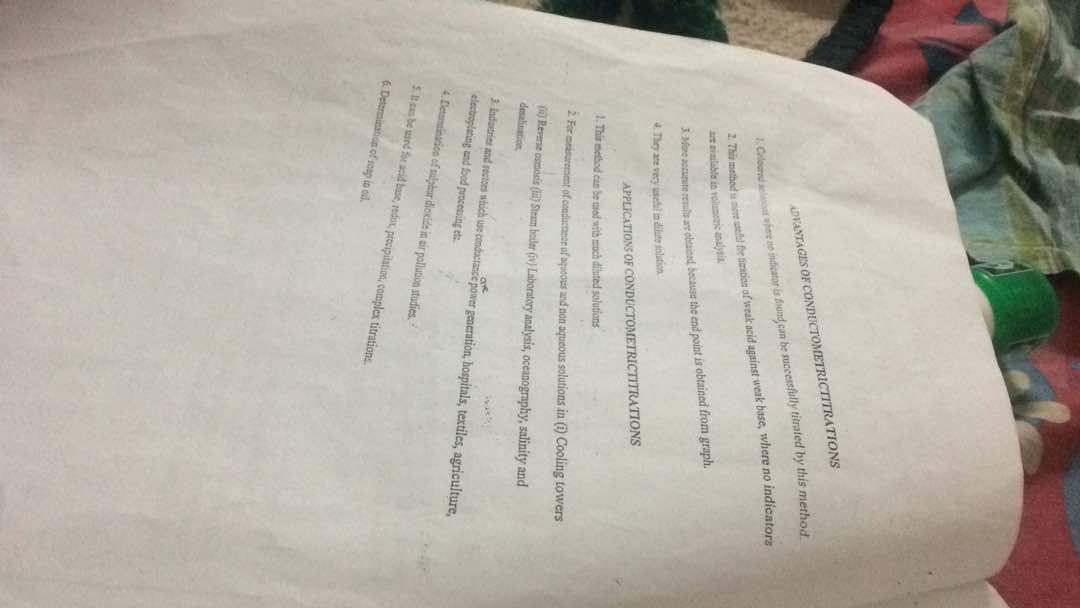 ADVANTAGES OF CONDUCTOMETRICTITRATIONS
1. Coloured solutions where no indicator is found, can be successfully titrated by this method.
2. This method is more useful for titration of weak acid against weak base, where no indicators
are available in volumetric analysis.
3. More accurate results are obtained, because the end point is obtained from graph.
4. They are very useful in dilute solution.
APPLICATIONS OF CONDUCTOMETRICTITRATIONS
1. This method can be used with much diluted solutions
2. For measurement of conductance of aqueous and non aqueous solutions in (i) Cooling towers
(ii) Reverse osmosis (iii) Steam boiler (iv) Laboratory analysis, oceanography, salinity and
desalination.
3. Industries and sectors which use conductance are power generation, hospitals, textiles, agriculture,
electroplating and food processing etc.
4. Determination of sulphur dioxide in air pollution studies.
5. It can be used for acid base, redox, precipitation, complex titrations.
6. Determination of soap in oil.